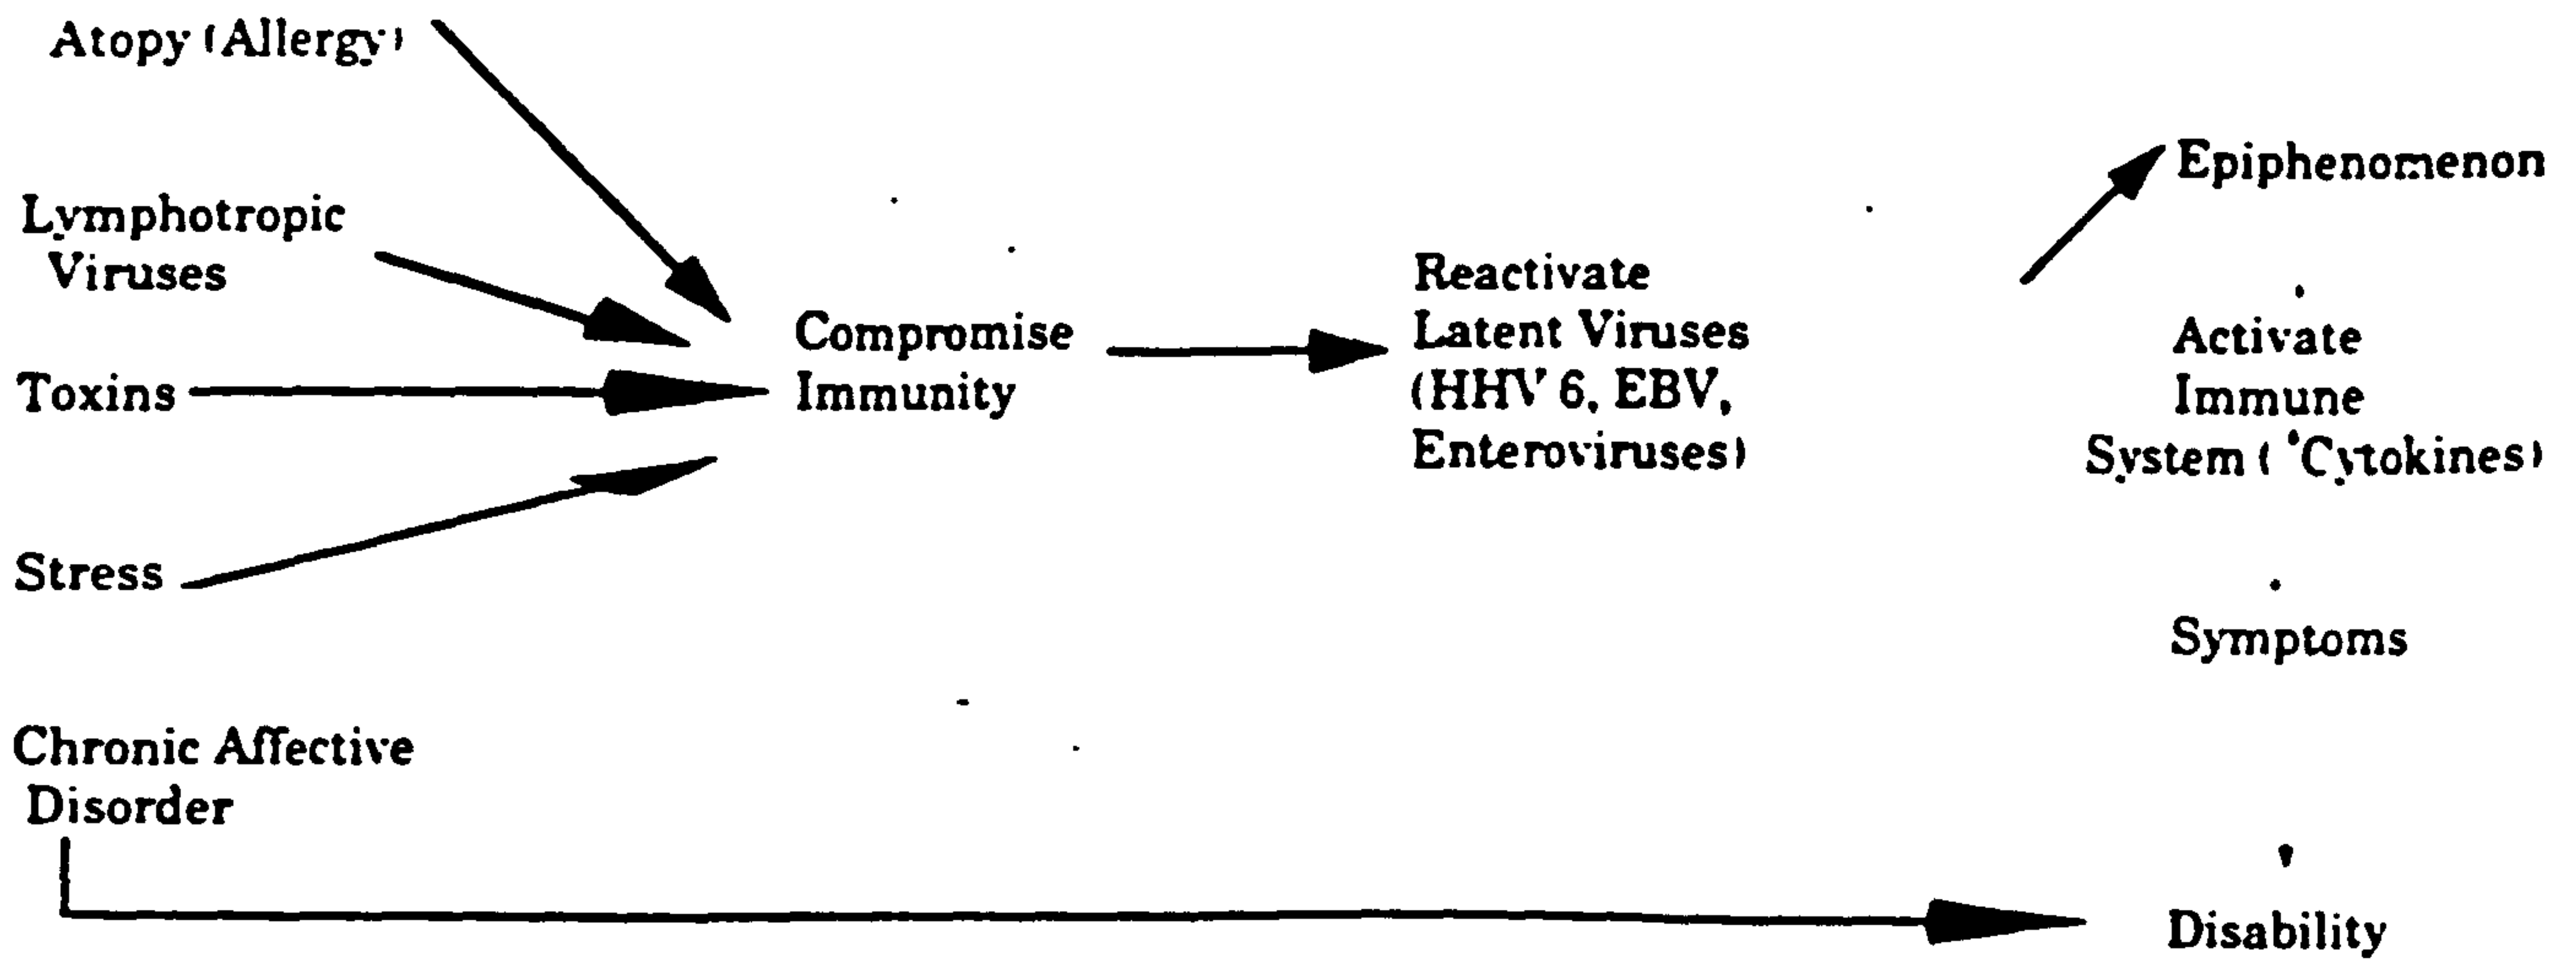 Atopy (Allergy)
Lymphotropic
Viruses
Toxins
Stress
Chronic Affective
Disorder
Compromise
Immunity
Reactivate
Latent Viruses
(HHV 6, EBV,
Enteroviruses)
Epiphenomenon
Activate
Immune
System (Cytokines)
Symptoms
Disability